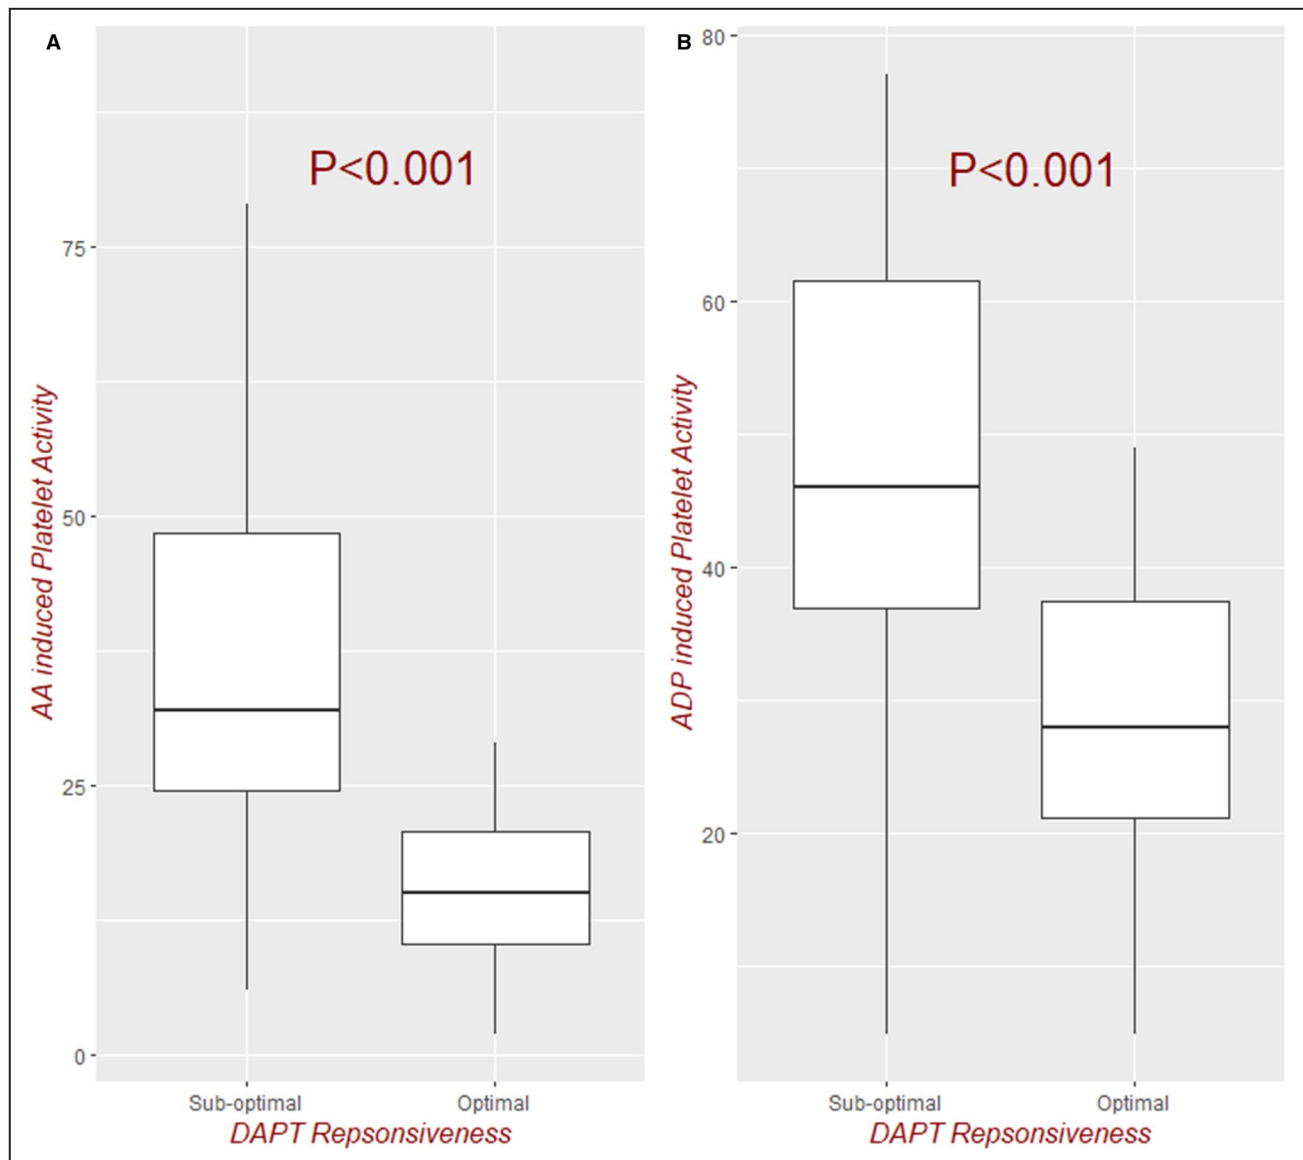 A
P<0.001
75
50
25
0
AA induced Platelet Activity
Sub-optimal
Optimal
DAPT Repsonsiveness
B
80
P<0.001
60
40
20
ADP induced Platelet Activity
Sub-optimal
Optimal
DAPT Repsonsiveness